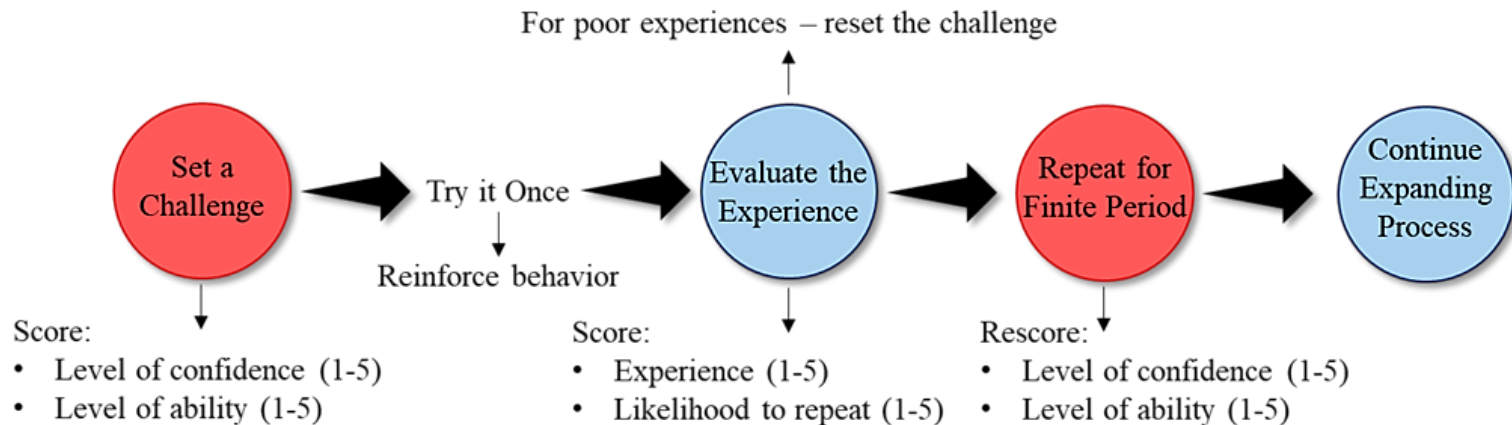 For poor experiences – reset the challenge
Set a
Challenge
Try it Once
Reinforce behavior
Evaluate the
Experience
Repeat for
Finite Period
Continue
Expanding
Process
Score:
• Level of confidence (1-5)
• Level of ability (1-5)
Score:
• Experience (1-5)
• Likelihood to repeat (1-5)
Rescore:
• Level of confidence (1-5)
• Level of ability (1-5)